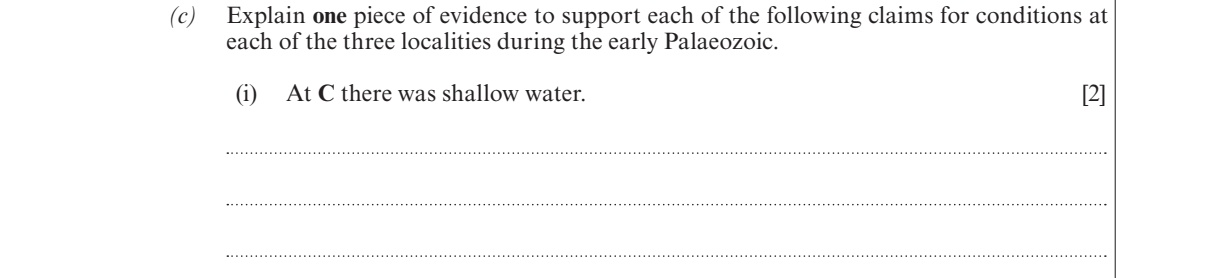 (c) Explain one piece of evidence to support each of the following claims for conditions at
each of the three localities during the early Palaeozoic.
(i) At C there was shallow water. [2]